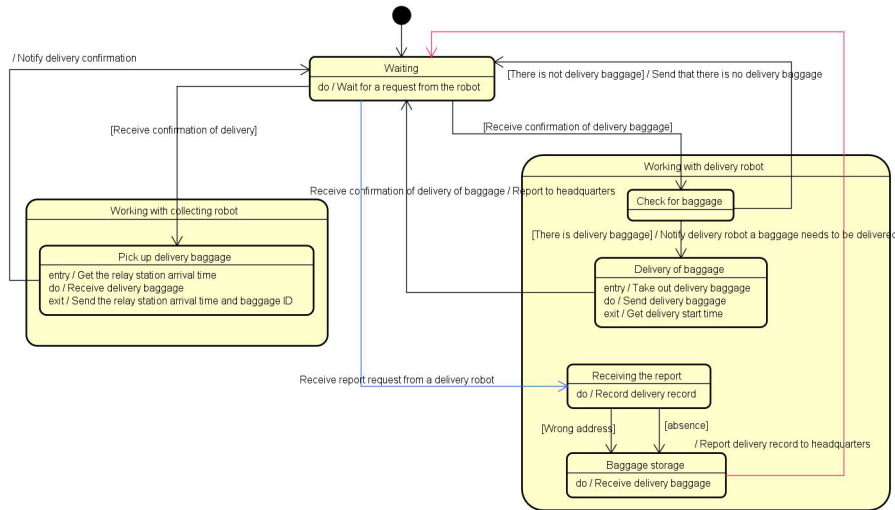 / Notify delivery confirmation
Waiting
do / Wait for a request from the robot
[There is not delivery baggage] / Send that there is no delivery baggage
[Receive confirmation of delivery]
[Receive confirmation of delivery baggage]
Working with delivery robot
Receive confirmation of delivery of baggage / Report to headquarters
Check for baggage
Working with collecting robot
[There is delivery baggage] / Notify delivery robot a baggage needs to be delivered
Pick up delivery baggage
entry / Get the relay station arrival time
do / Receive delivery baggage
exit / Send the relay station arrival time and baggage ID
Delivery of baggage
entry / Take out delivery baggage
do / Send delivery baggage
exit / Get delivery start time
Receive report request from a delivery robot
Receiving the report
do / Record delivery record
[Wrong address]
[absence]
/ Report delivery record to headquarters
Baggage storage
do / Receive delivery baggage